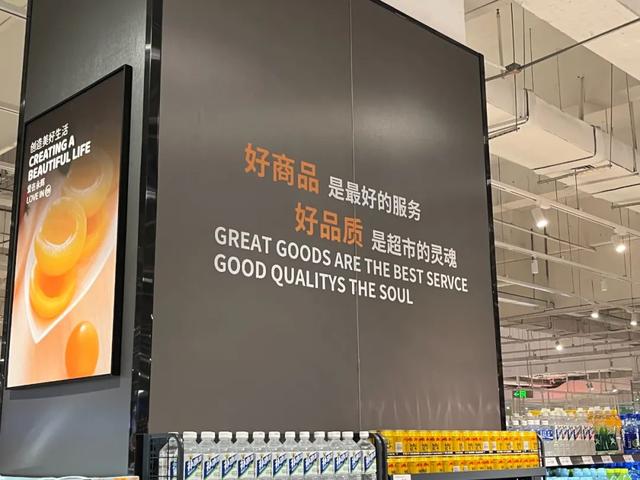 创造美好生活
CREATING A
BEAUTIFUL LIFE
LOVE IN
好商品 是最好的服务
好品质 是超市的灵魂
GREAT GOODS ARE THE BEST SERVCE
GOOD QUALITYS THE SOUL